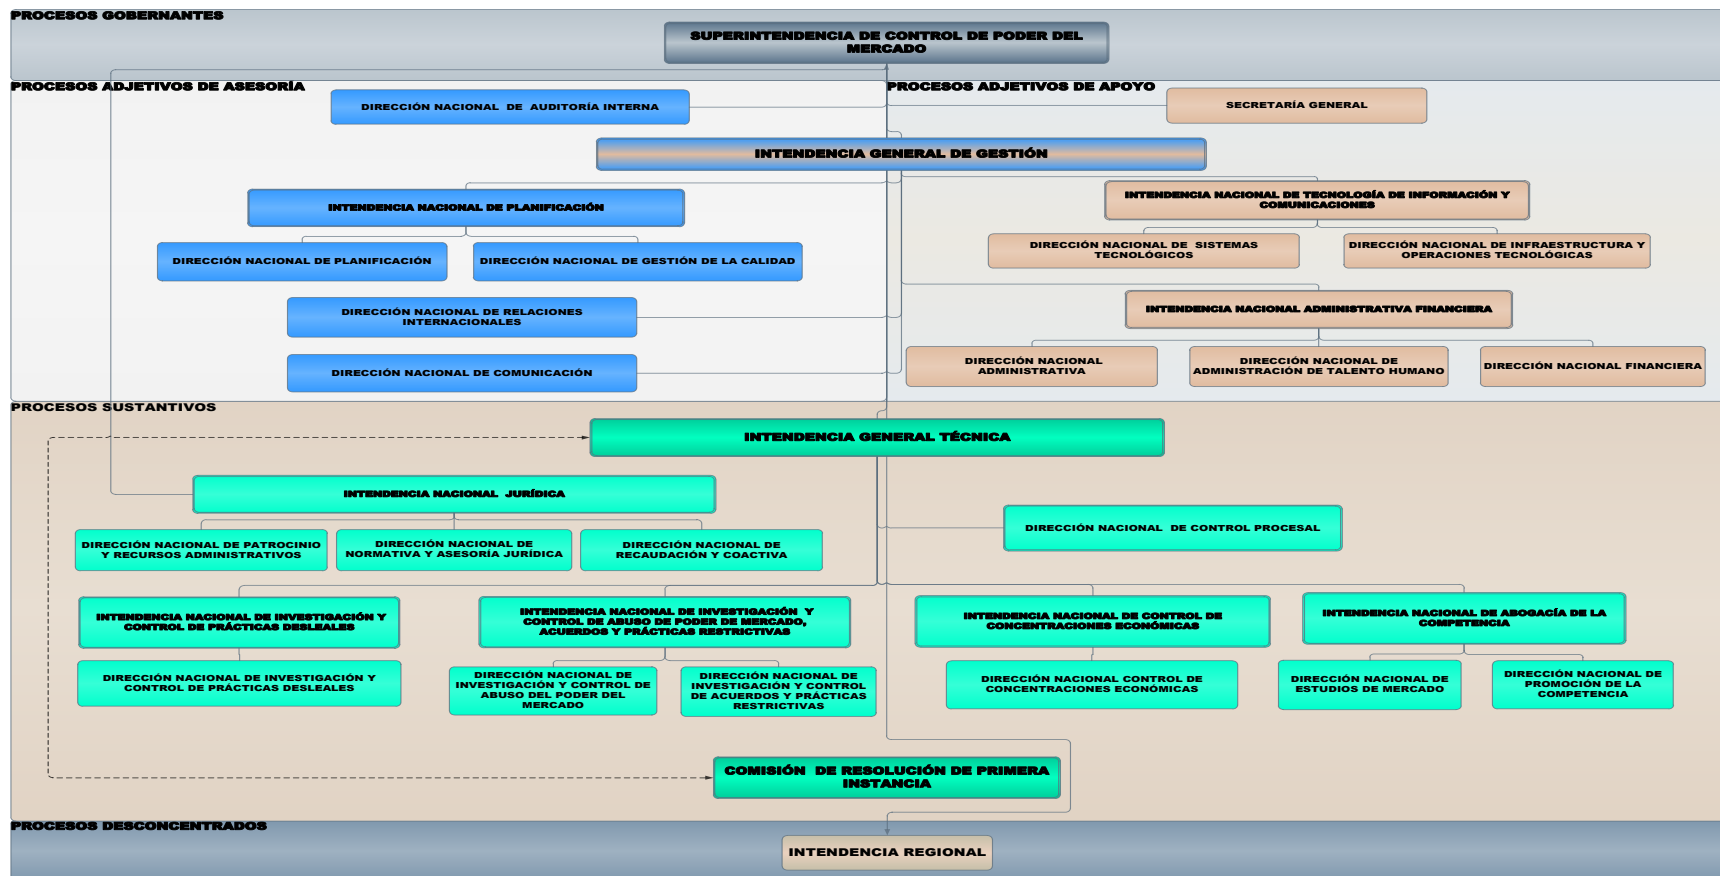 PROCESOS GOBERNANTES
SUPERINTENDENCIA DE CONTROL DE PODER DEL
MERCADO
PROCESOS ADJETIVOS DE ASESORÍA
PROCESOS ADJETIVOS DE APOYO
DIRECCIÓN NACIONAL DE AUDITORÍA INTERNA
SECRETARÍA GENERAL
INTENDENCIA GENERAL DE GESTIÓN
INTENDENCIA NACIONAL DE PLANIFICACIÓN
INTENDENCIA NACIONAL DE TECNOLOGÍA DE INFORMACIÓN Y
COMUNICACIONES
DIRECCIÓN NACIONAL DE PLANIFICACIÓN
DIRECCIÓN NACIONAL DE GESTIÓN DE LA CALIDAD
DIRECCIÓN NACIONAL DE SISTEMAS
TECNOLÓGICOS
DIRECCIÓN NACIONAL DE INFRAESTRUCTURA Y
OPERACIONES TECNOLÓGICAS
DIRECCIÓN NACIONAL DE RELACIONES
INTERNACIONALES
INTENDENCIA NACIONAL ADMINISTRATIVA FINANCIERA
DIRECCIÓN NACIONAL DE COMUNICACIÓN
DIRECCIÓN NACIONAL
ADMINISTRATIVA
DIRECCIÓN NACIONAL DE
ADMINISTRACIÓN DE TALENTO HUMANO
DIRECCIÓN NACIONAL FINANCIERA
PROCESOS SUSTANTIVOS
INTENDENCIA GENERAL TÉCNICA
INTENDENCIA NACIONAL JURÍDICA
DIRECCIÓN NACIONAL DE CONTROL PROCESAL
DIRECCIÓN NACIONAL DE PATROCINIO
Y RECURSOS ADMINISTRATIVOS
DIRECCIÓN NACIONAL DE
NORMATIVA Y ASESORÍA JURÍDICA
DIRECCIÓN NACIONAL DE
RECAUDACIÓN Y COACTIVA
INTENDENCIA NACIONAL DE INVESTIGACIÓN Y
CONTROL DE PRÁCTICAS DESLEALES
INTENDENCIA NACIONAL DE INVESTIGACIÓN Y
CONTROL DE ABUSO DE PODER DE MERCADO,
ACUERDOS Y PRÁCTICAS RESTRICTIVAS
INTENDENCIA NACIONAL DE CONTROL DE
CONCENTRACIONES ECONÓMICAS
INTENDENCIA NACIONAL DE ABOGACÍA DE LA
COMPETENCIA
DIRECCIÓN NACIONAL DE INVESTIGACIÓN Y
CONTROL DE PRÁCTICAS DESLEALES
DIRECCIÓN NACIONAL DE
INVESTIGACIÓN Y CONTROL DE
ABUSO DEL PODER DEL
MERCADO
DIRECCIÓN NACIONAL DE
INVESTIGACIÓN Y CONTROL
DE ACUERDOS Y PRÁCTICAS
RESTRICTIVAS
DIRECCIÓN NACIONAL CONTROL DE
CONCENTRACIONES ECONÓMICAS
DIRECCIÓN NACIONAL DE
ESTUDIOS DE MERCADO
DIRECCIÓN NACIONAL DE
PROMOCIÓN DE LA
COMPETENCIA
COMISIÓN DE RESOLUCIÓN DE PRIMERA
INSTANCIA
PROCESOS DESCONCENTRADOS
INTENDENCIA REGIONAL